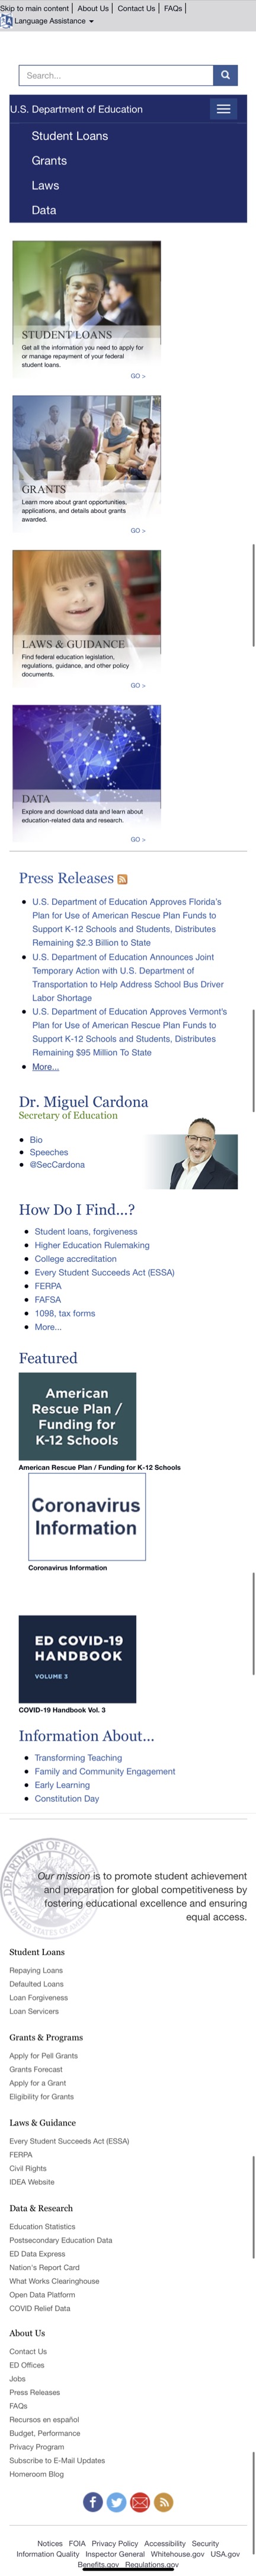 Skip to main content | About Us | Contact Us | FAQs |
Language Assistance
Search...
U.S. Department of Education
Student Loans
Grants
Laws
Data
STUDENT LOANS
Get all the information you need to apply for
or manage repayment of your federal
student loans.
GO >
GRANTS
Learn more about grant opportunities,
applications, and details about grants
awarded.
GO >
LAWS & GUIDANCE
Find federal education legislation,
regulations, guidance, and other policy
documents.
GO >
DATA
Explore and download data and learn about
education-related data and research.
GO >
Press Releases
U.S. Department of Education Approves Florida's
Plan for Use of American Rescue Plan Funds to
Support K-12 Schools and Students, Distributes
Remaining $2.3 Billion to State
U.S. Department of Education Announces Joint
Temporary Action with U.S. Department of
Transportation to Help Address School Bus Driver
Labor Shortage
U.S. Department of Education Approves Vermont's
Plan for Use of American Rescue Plan Funds to
Support K-12 Schools and Students, Distributes
Remaining $95 Million To State
More...
Dr. Miguel Cardona
Secretary of Education
Bio
Speeches
@SecCardona
How Do I Find...?
Student loans, forgiveness
Higher Education Rulemaking
College accreditation
Every Student Succeeds Act (ESSA)
FERPA
FAFSA
1098, tax forms
More...
Featured
American
Rescue Plan /
Funding for
K-12 Schools
American Rescue Plan / Funding for K-12 Schools
Coronavirus
Information
Coronavirus Information
ED COVID-19
HANDBOOK
VOLUME 3
COVID-19 Handbook Vol. 3
Information About...
Transforming Teaching
Family and Community Engagement
Early Learning
Constitution Day
Our mission is to promote student achievement
and preparation for global competitiveness by
fostering educational excellence and ensuring
equal access.
Student Loans
Repaying Loans
Defaulted Loans
Loan Forgiveness
Loan Servicers
Grants & Programs
Apply for Pell Grants
Grants Forecast
Apply for a Grant
Eligibility for Grants
Laws & Guidance
Every Student Succeeds Act (ESSA)
FERPA
Civil Rights
IDEA Website
Data & Research
Education Statistics
Postsecondary Education Data
ED Data Express
Nation's Report Card
What Works Clearinghouse
Open Data Platform
COVID Relief Data
About Us
Contact Us
ED Offices
Jobs
Press Releases
FAQs
Recursos en español
Budget, Performance
Privacy Program
Subscribe to E-Mail Updates
Homeroom Blog
Notices FOIA Privacy Policy Accessibility Security
Information Quality Inspector General Whitehouse.gov USA.gov
Benefits.gov Regulations.gov